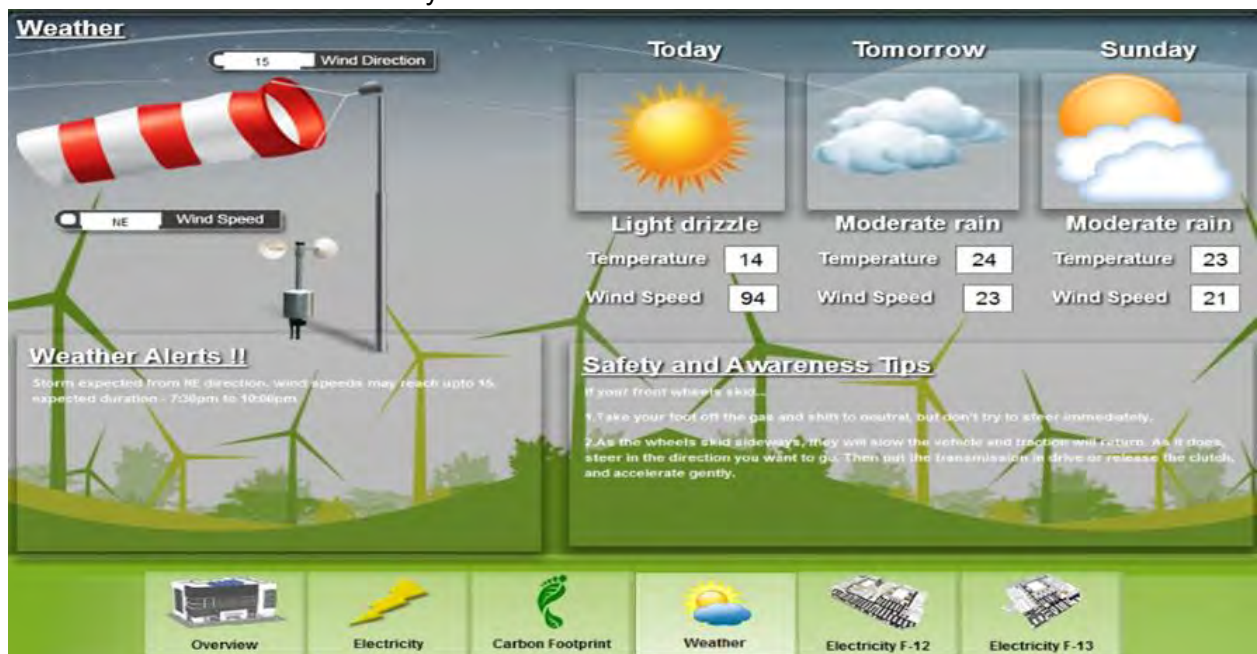 Weather
15 Wind Direction
NE Wind Speed
Today
Tomorrow
Sunday
Light drizzle
Moderate rain
Moderate rain
Temperature 14
Temperature 24
Temperature 23
Wind Speed 94
Wind Speed 23
Wind Speed 21
Weather Alerts !!
Storm expected from NE direction. wind speeds may reach upto 15.
expected duration - 7:30pm to 10:00pm
Safety and Awareness Tips
If your front wheels skid...
1.Take your foot off the gas and shift to neutral, but don't try to steer immediately.
2.As the wheels skid sideways, they will slow the vehicle and traction will return. As it does,
steer in the direction you want to go. Then put the transmission in drive or release the clutch,
and accelerate gently.
Overview
Electricity
Carbon Footprint
Weather
Electricity F-12
Electricity F-13